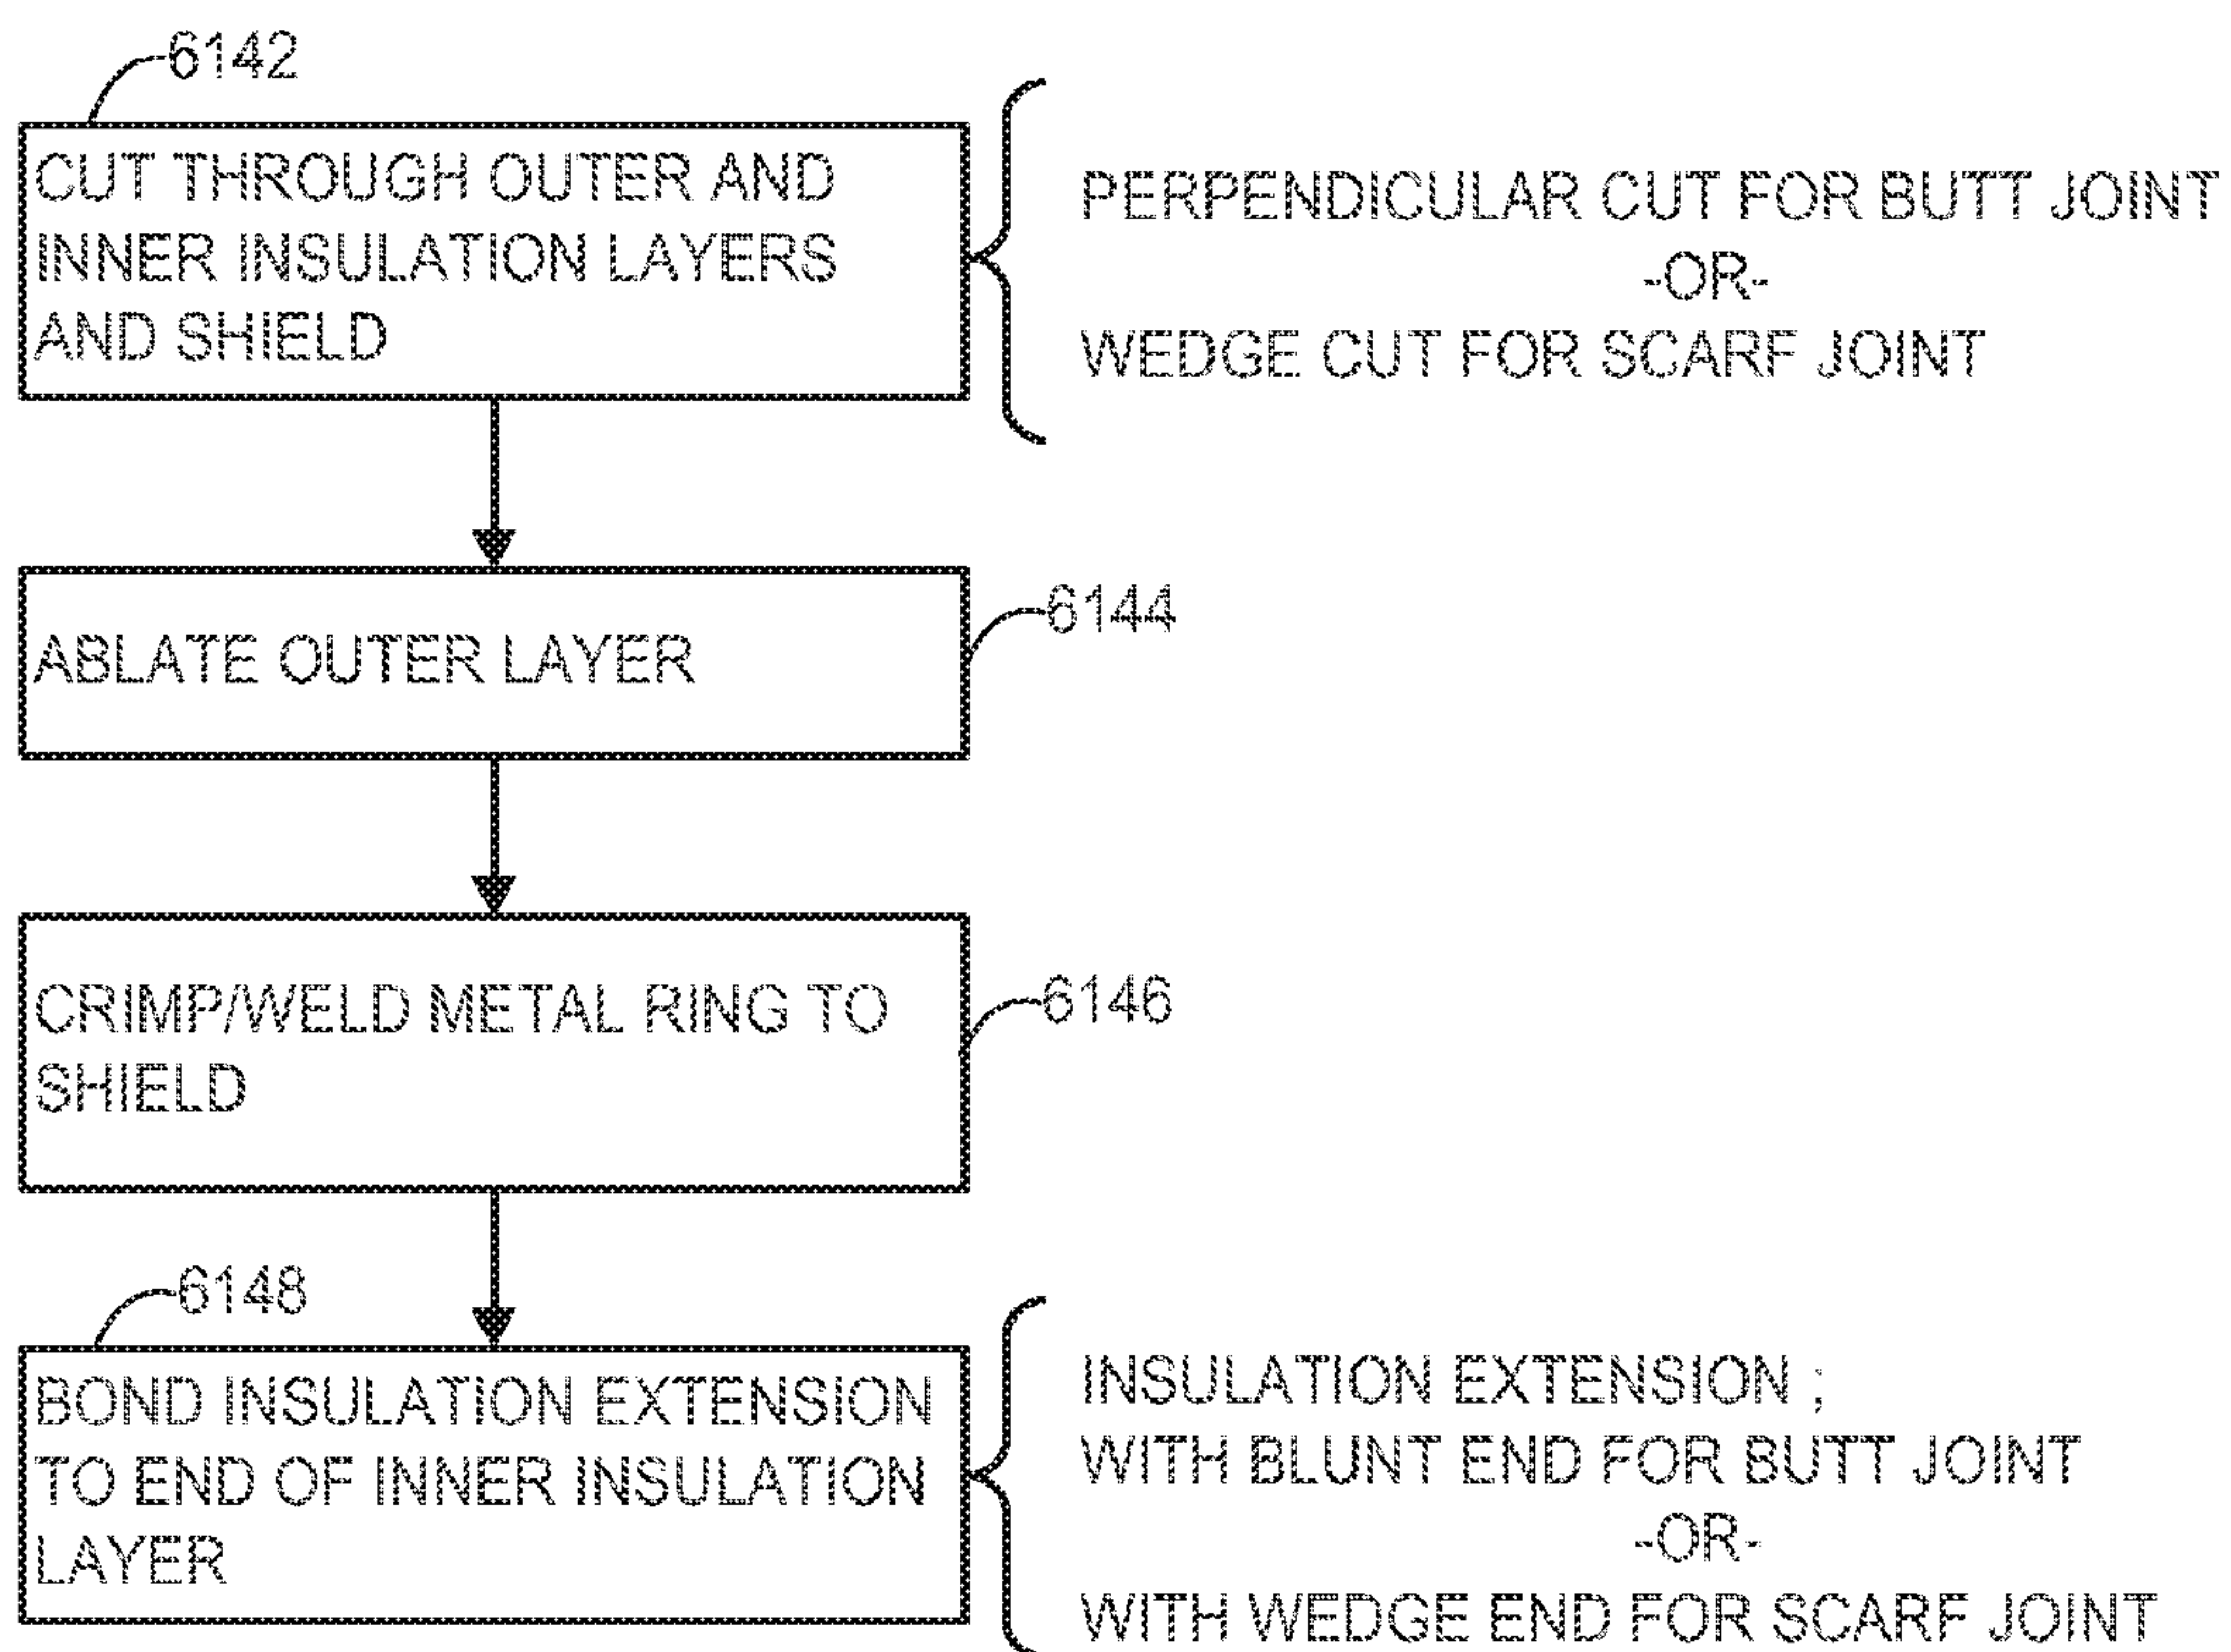 6142
CUT THROUGH OUTER AND
INNER INSULATION LAYERS
AND SHIELD
PERPENDICULAR CUT FOR BUTT JOINT
-OR-
WEDGE CUT FOR SCARF JOINT
ABLATE OUTER LAYER
6144
CRIMP/WELD METAL RING TO
SHIELD
6146
6148
BOND INSULATION EXTENSION
TO END OF INNER INSULATION
LAYER
INSULATION EXTENSION ;
WITH BLUNT END FOR BUTT JOINT
-OR-
WITH WEDGE END FOR SCARF JOINT